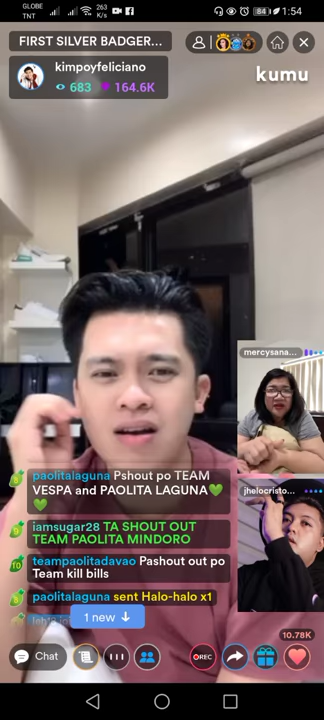 GLOBE
TNT
263
K/s
84
1:54
FIRST SILVER BADGER...
kimpoyfeliciano
683 164.6K
kumu
mercysana...
jhelocristo...
paolitalaguna Pshout po TEAM
VESPA and PAOLITA LAGUNA💚
💚
iamsugar28 TA SHOUT OUT
TEAM PAOLITA MINDORO
teampaolitadavao Pashout out po
Team kill bills
paolitalaguna sent Halo-halo x1
1 new ↓
10.78K
Chat
REC